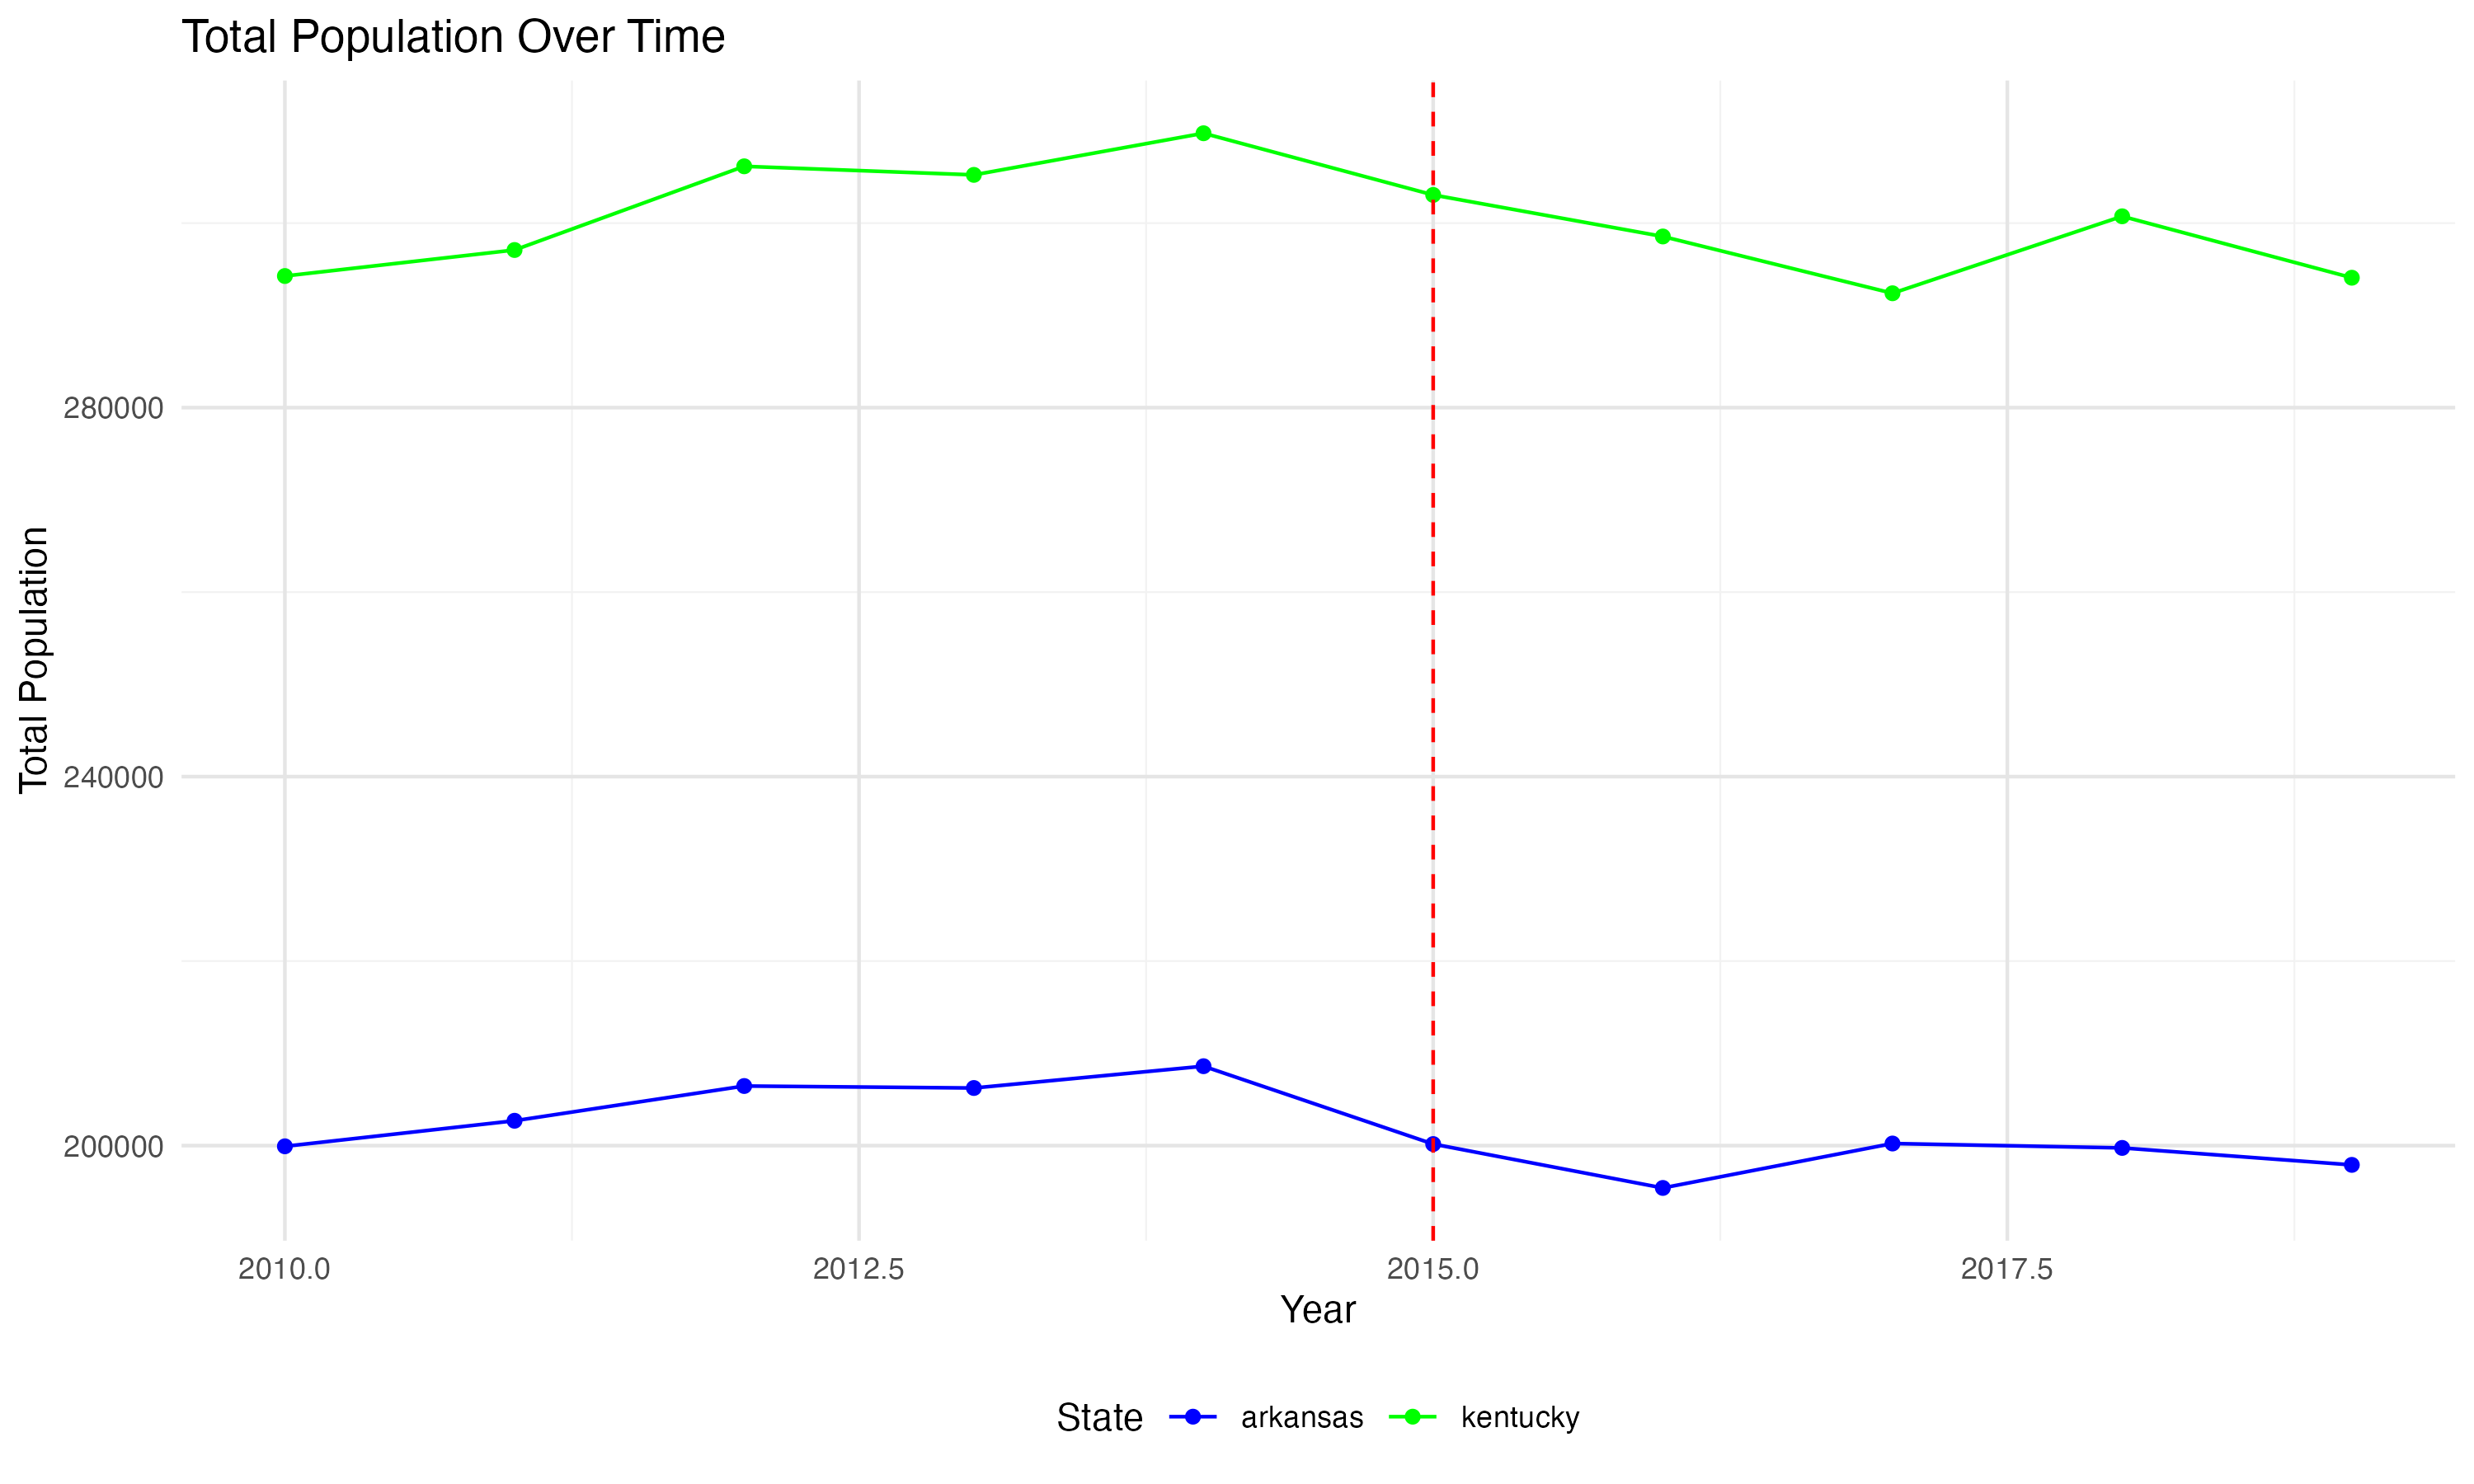 Total Population Over Time
Total Population
280000
240000
200000
2010.0 2012.5 2015.0 2017.5
Year
State arkansas kentucky